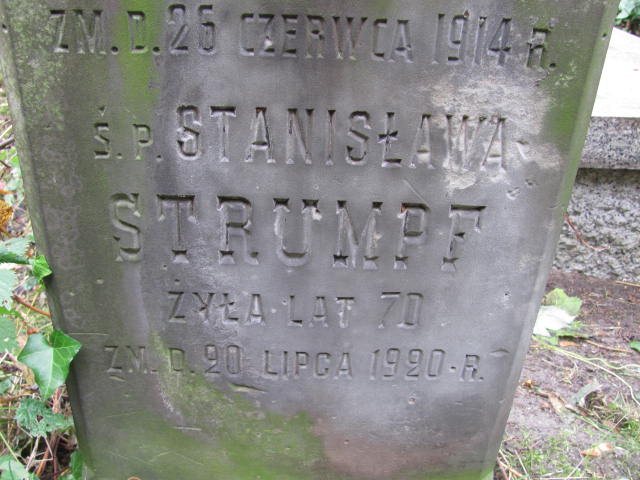 ZM. D. 25 CZERWCA 1914 R.
Ś.P. STANISŁAWA
STRUMPF
ŻYŁA LAT 70
ZM. D. 20 LIPCA 1920 R.